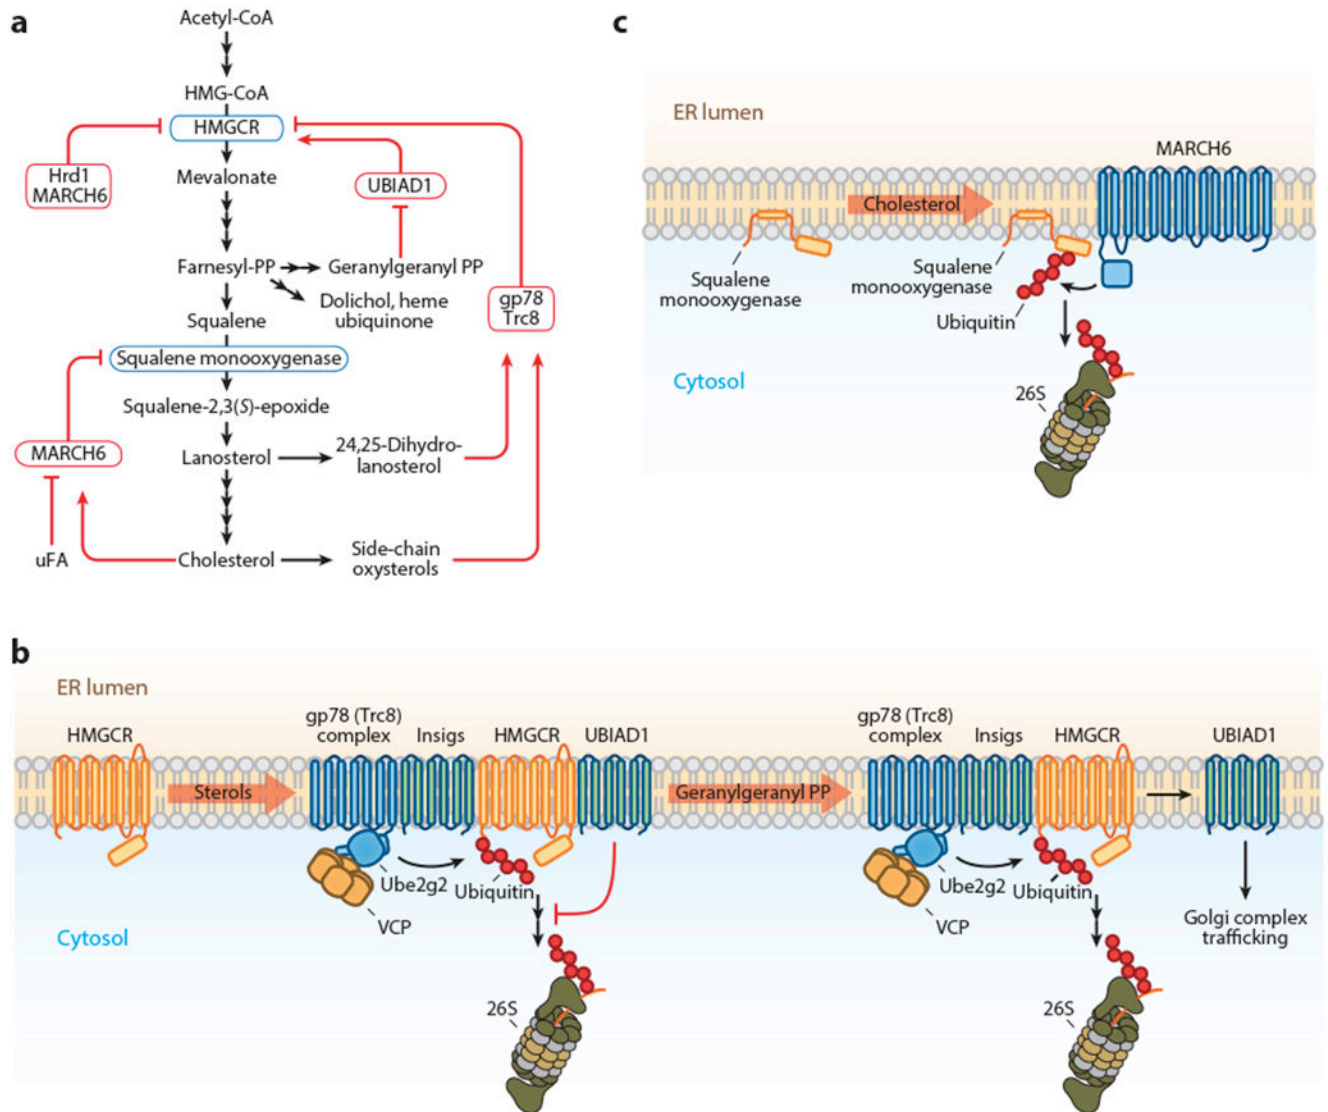 a
Acetyl-CoA
HMG-CoA
HMGCR
Hrd1
MARCH6
Mevalonate
UBIAD1
Farnesyl-PP
Geranylgeranyl PP
Dolichol, heme
ubiquinone
gp78
Trc8
Squalene
Squalene monooxygenase
Squalene-2,3(S)-epoxide
MARCH6
Lanosterol
24,25-Dihydro-
lanosterol
uFA
Cholesterol
Side-chain
oxysterols
c
ER lumen
MARCH6
Cholesterol
Squalene
monooxygenase
Squalene
monooxygenase
Ubiquitin
Cytosol
26S
b
ER lumen
HMGCR
Sterols
gp78 (Trc8)
complex
Insigs
HMGCR
UBIAD1
Geranylgeranyl PP
gp78 (Trc8)
complex
Insigs
HMGCR
UBIAD1
Ube2g2
Ubiquitin
VCP
Ube2g2
Ubiquitin
VCP
Golgi complex
trafficking
Cytosol
26S
26S